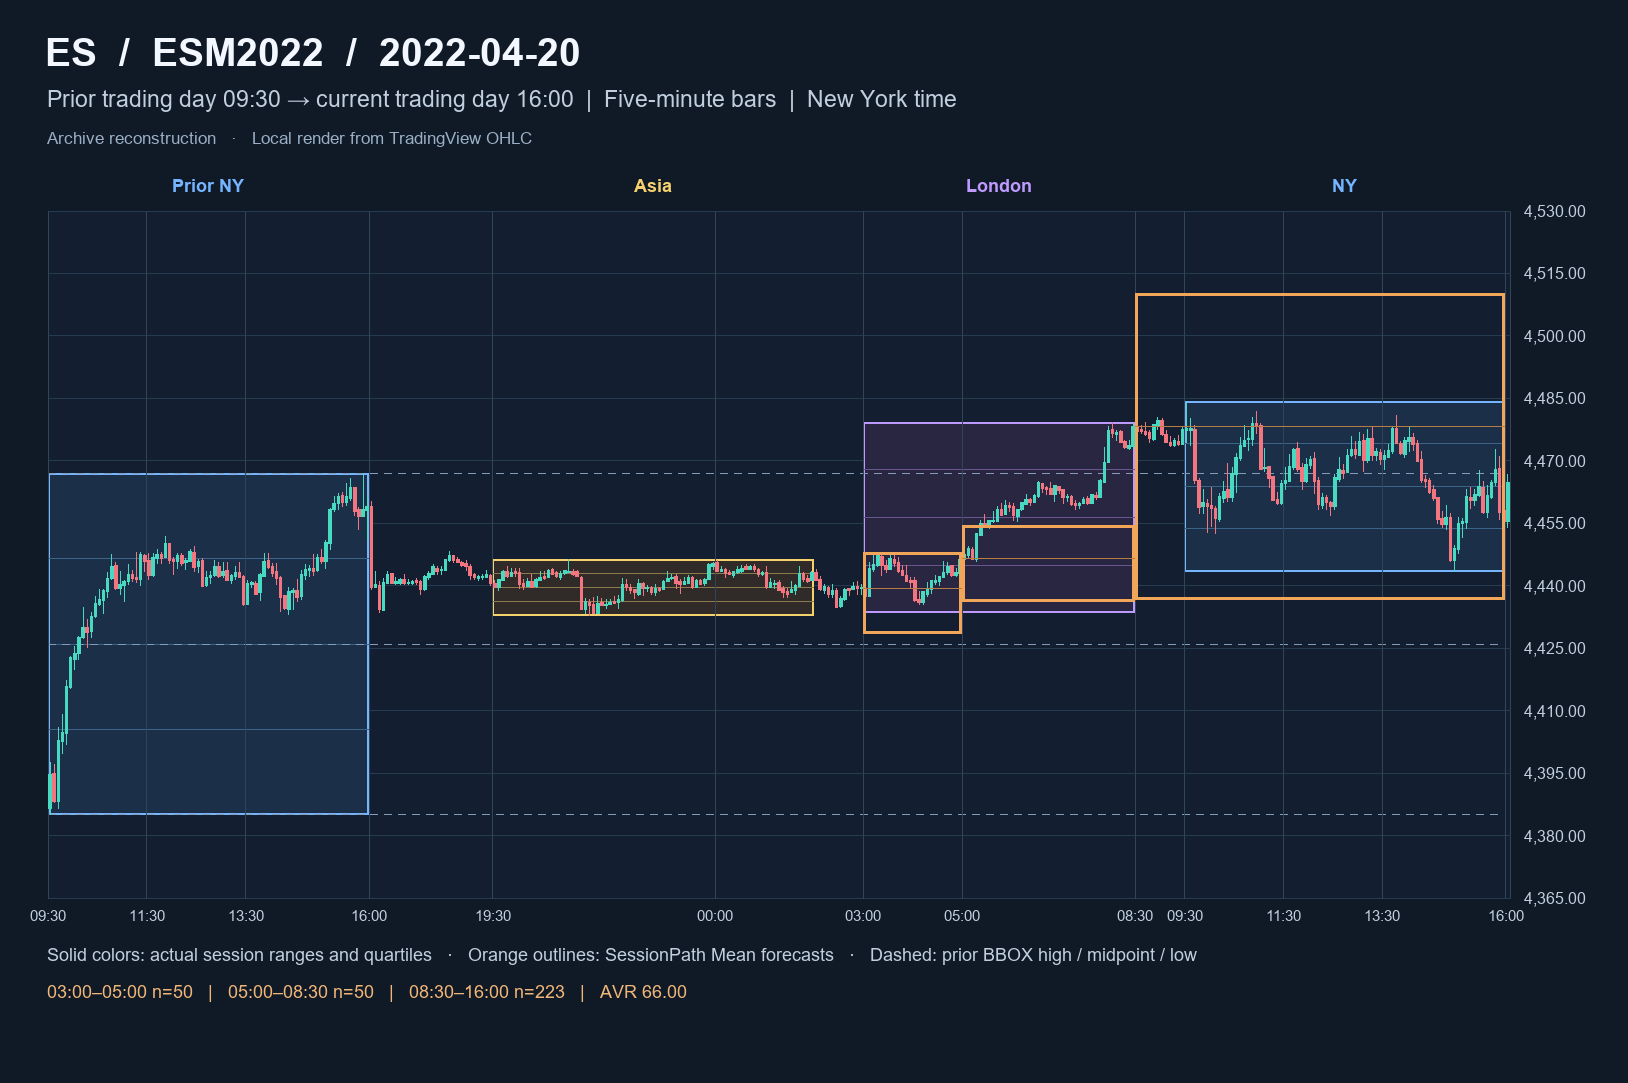 ES / ESM2022 / 2022-04-20
Prior trading day 09:30 → current trading day 16:00 | Five-minute bars | New York time
Archive reconstruction · Local render from TradingView OHLC
Prior NY Asia London NY
4,530.00
4,515.00
4,500.00
4,485.00
4,470.00
4,455.00
4,440.00
4,425.00
4,410.00
4,395.00
4,380.00
4,365.00
09:30 11:30 13:30 16:00 19:30 00:00 03:00 05:00 08:30 09:30 11:30 13:30 16:00
Solid colors: actual session ranges and quartiles · Orange outlines: SessionPath Mean forecasts · Dashed: prior BBOX high / midpoint / low
03:00–05:00 n=50 | 05:00–08:30 n=50 | 08:30–16:00 n=223 | AVR 66.00